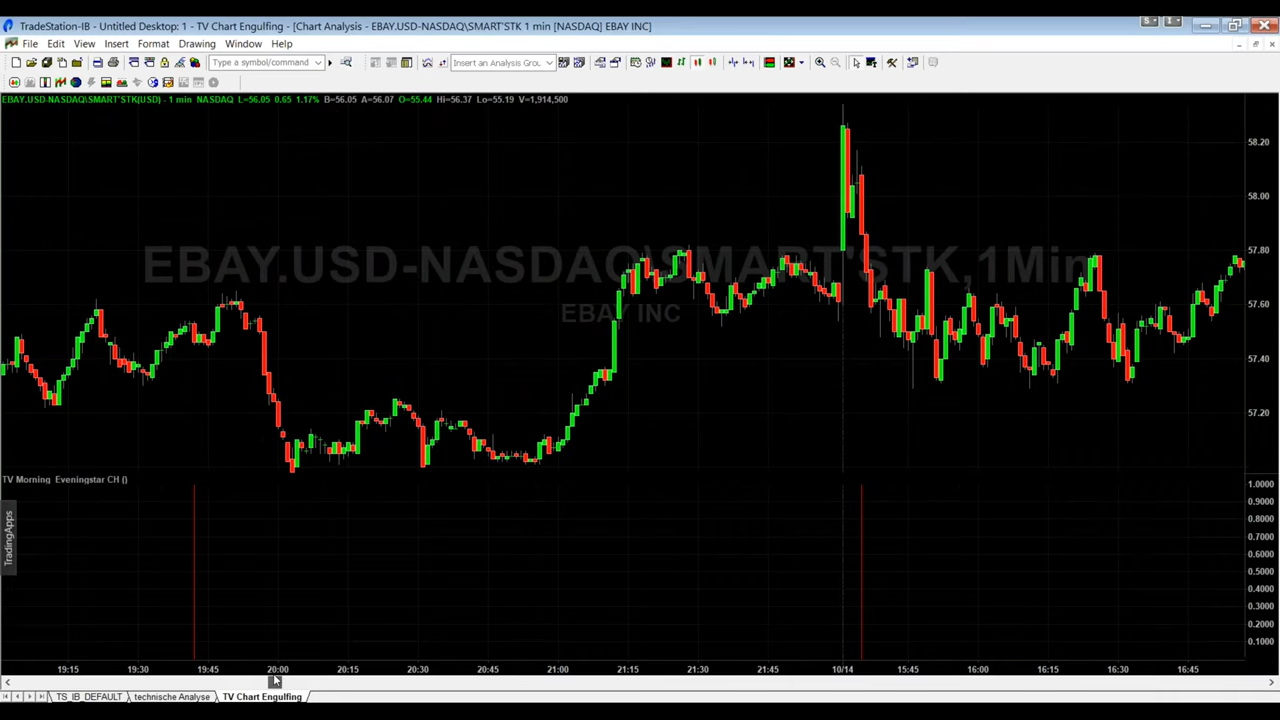 TradeStation-IB - Untitled Desktop: 1 - TV Chart Engulfing - [Chart Analysis - EBAY.USD-NASDAQ\SMART'STK 1 min [NASDAQ] EBAY INC]
File Edit View Insert Format Drawing Window Help
Type a symbol/command
Insert an Analysis Grou
EBAY.USD-NASDAQ\SMART'STK(USD) - 1 min NASDAQ L=56.05 0.65 1.17% B=56.05 A=56.07 O=55.44 Hi=56.37 Lo=55.19 V=1,914,500
58.20
58.00
57.80
EBAY.USD-NASDAQ\SMART'STK,1Min
EBAY INC
57.60
57.40
57.20
TV Morning Eveningstar CH ()
1.0000
0.9000
0.8000
0.7000
0.6000
0.5000
0.4000
0.3000
0.2000
0.1000
TradingApps
19:15 19:30 19:45 20:00 20:15 20:30 20:45 21:00 21:15 21:30 21:45 10/14 15:45 16:00 16:15 16:30 16:45
TS_IB_DEFAULT technische Analyse TV Chart Engulfing